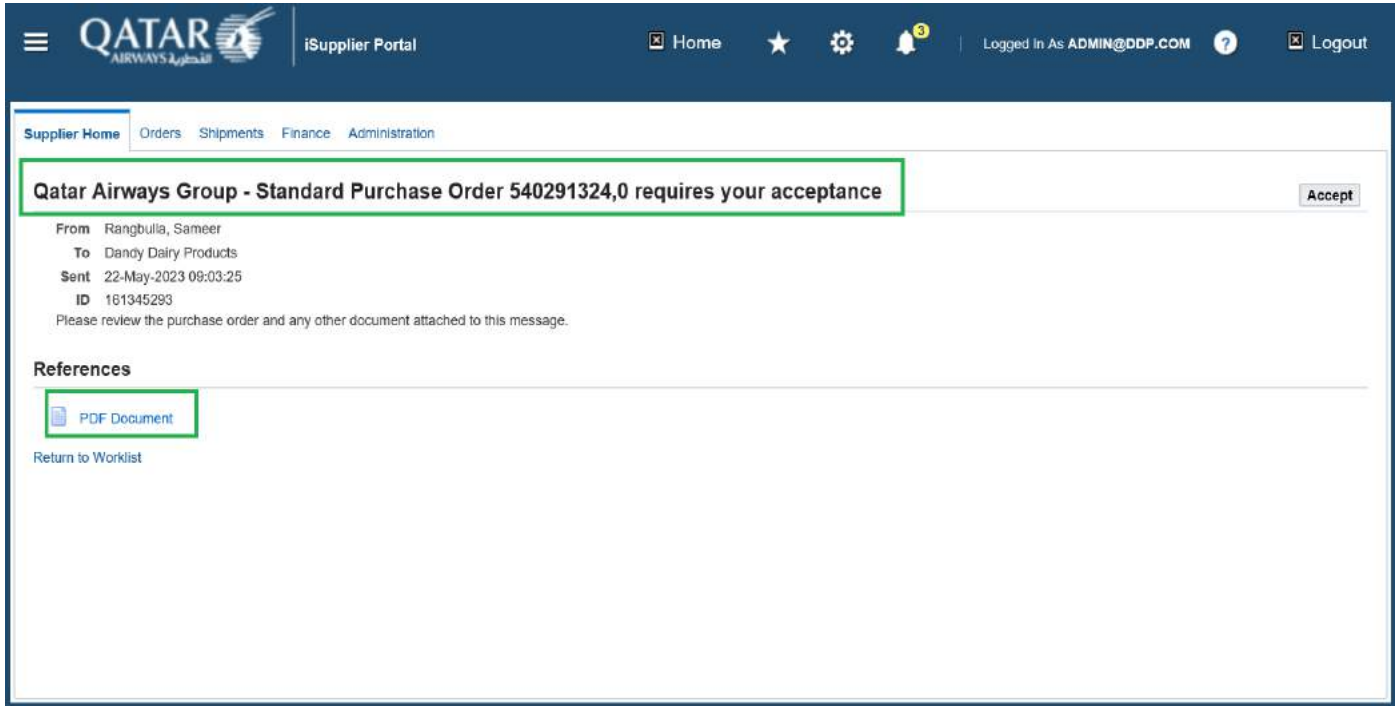 QATAR
AIRWAYS القطرية
iSupplier Portal
Home
3
Logged In As ADMIN@DDP.COM
?
Logout
Supplier Home
Orders
Shipments
Finance
Administration
Qatar Airways Group - Standard Purchase Order 540291324,0 requires your acceptance
Accept
From Rangbulla, Sameer
To Dandy Dairy Products
Sent 22-May-2023 09:03:25
ID 161345293
Please review the purchase order and any other document attached to this message.
References
PDF Document
Return to Worklist